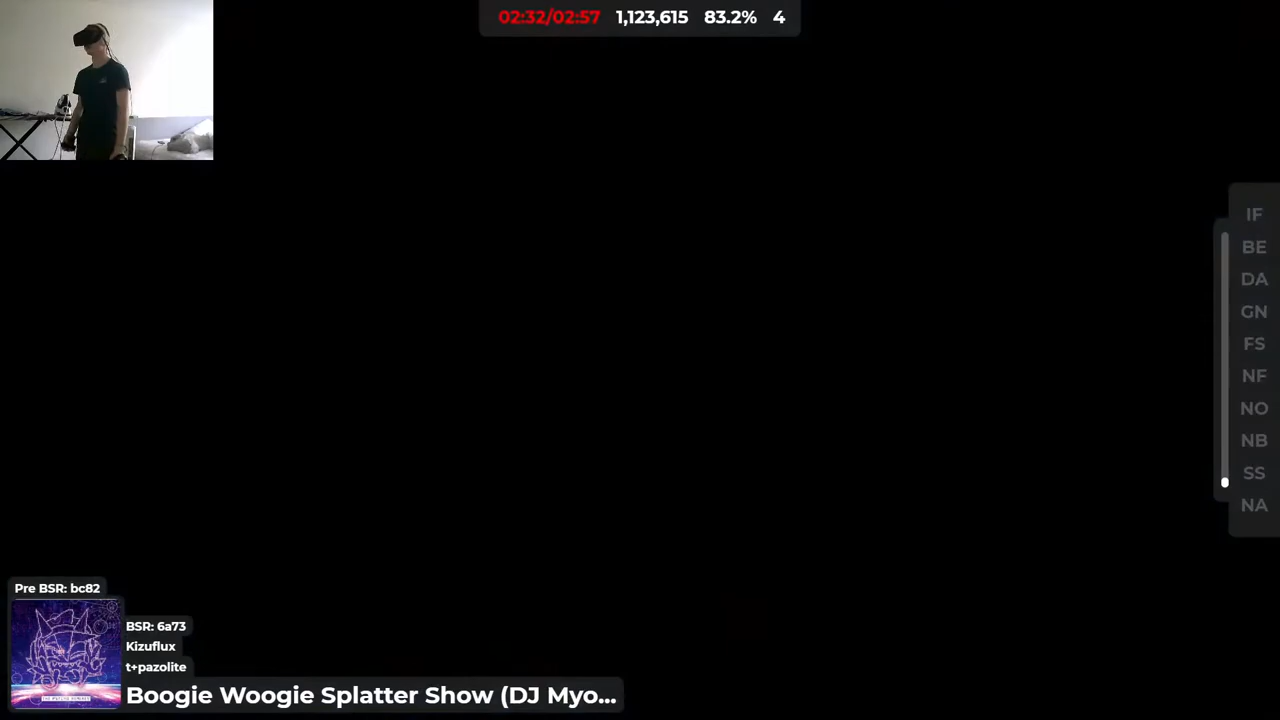 02:32/02:57 1,123,615 83.2% 4
IF
BE
DA
GN
FS
NF
NO
NB
SS
NA
Pre BSR: bc82
BSR: 6a73
Kizuflux
t+pazolite
Boogie Woogie Splatter Show (DJ Myo...